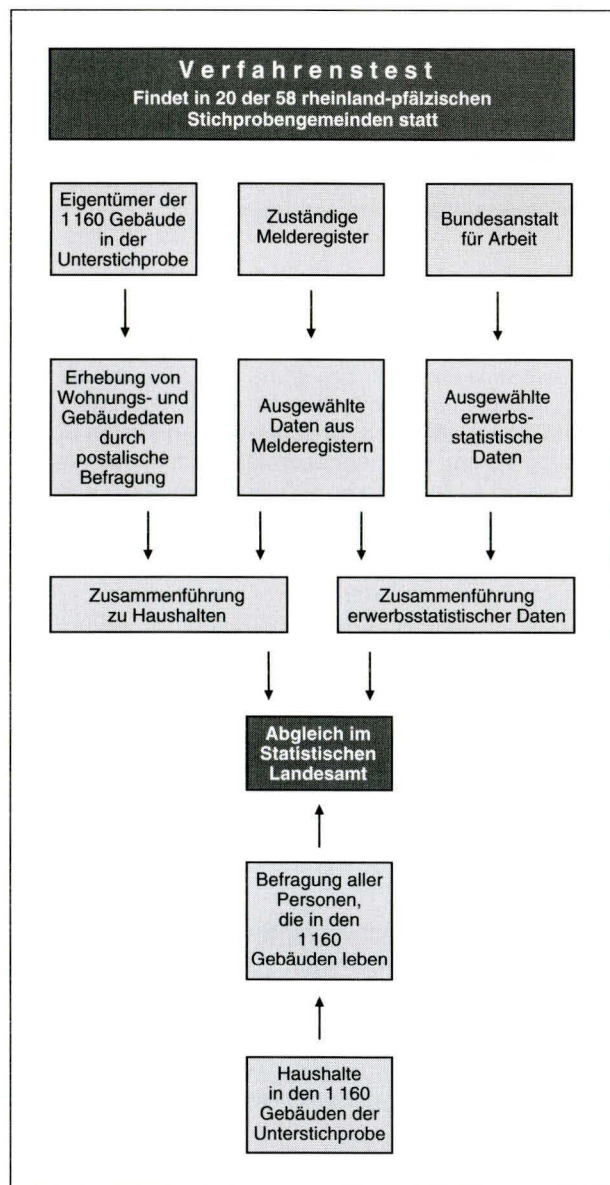 Verfahrenstest
Findet in 20 der 58 rheinland-pfälzischen
Stichprobengemeinden statt
Eigentümer der
1 160 Gebäude
in der
Unterstichprobe
Zuständige
Melderegister
Bundesanstalt
für Arbeit
Erhebung von
Wohnungs- und
Gebäudedaten
durch
postalische
Befragung
Ausgewählte
Daten aus
Melderegistern
Ausgewählte
erwerbs-
statistische
Daten
Zusammenführung
zu Haushalten
Zusammenführung
erwerbsstatistischer Daten
Abgleich im
Statistischen
Landesamt
Befragung aller
Personen,
die in den
1 160
Gebäuden leben
Haushalte
in den 1 160
Gebäuden der
Unterstichprobe